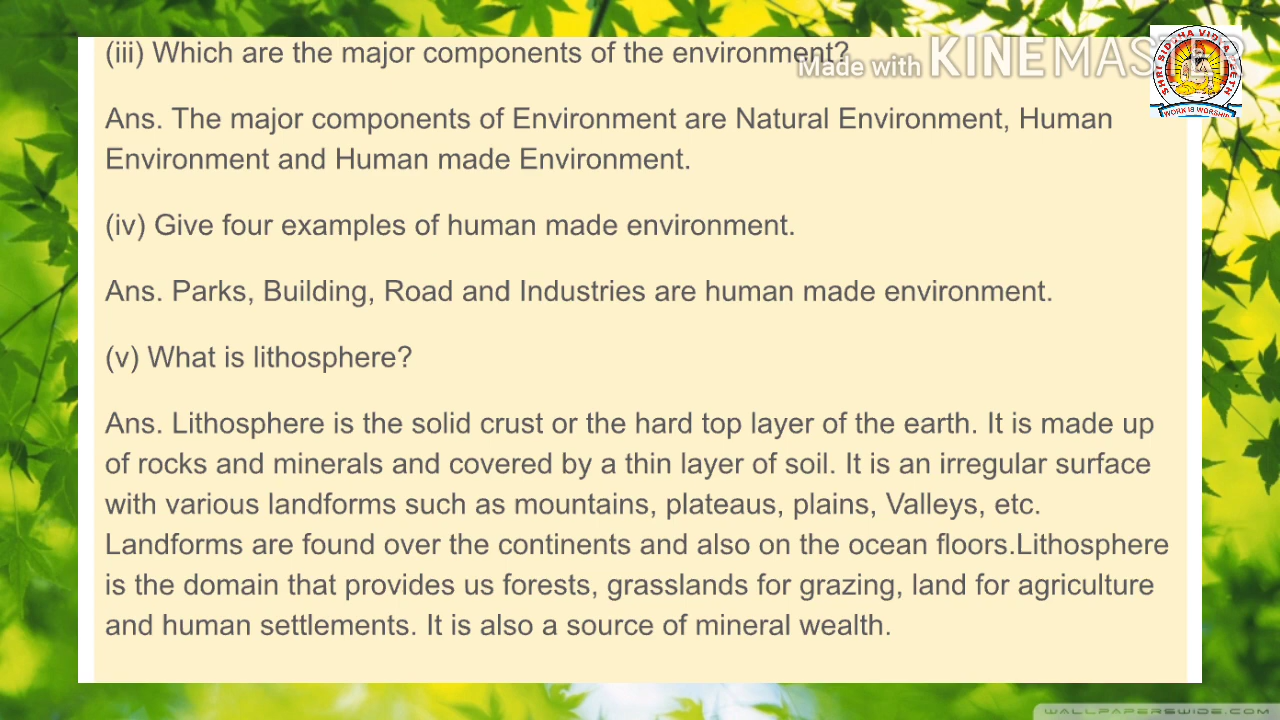 (iii) Which are the major components of the environment?
Made with KINEMASTER
SHRI SIDDHA VIDYAPEETH
WORK IS WORSHIP
Ans. The major components of Environment are Natural Environment, Human
Environment and Human made Environment.
(iv) Give four examples of human made environment.
Ans. Parks, Building, Road and Industries are human made environment.
(v) What is lithosphere?
Ans. Lithosphere is the solid crust or the hard top layer of the earth. It is made up
of rocks and minerals and covered by a thin layer of soil. It is an irregular surface
with various landforms such as mountains, plateaus, plains, Valleys, etc.
Landforms are found over the continents and also on the ocean floors.Lithosphere
is the domain that provides us forests, grasslands for grazing, land for agriculture
and human settlements. It is also a source of mineral wealth.
WALLPAPERSWIDE.COM